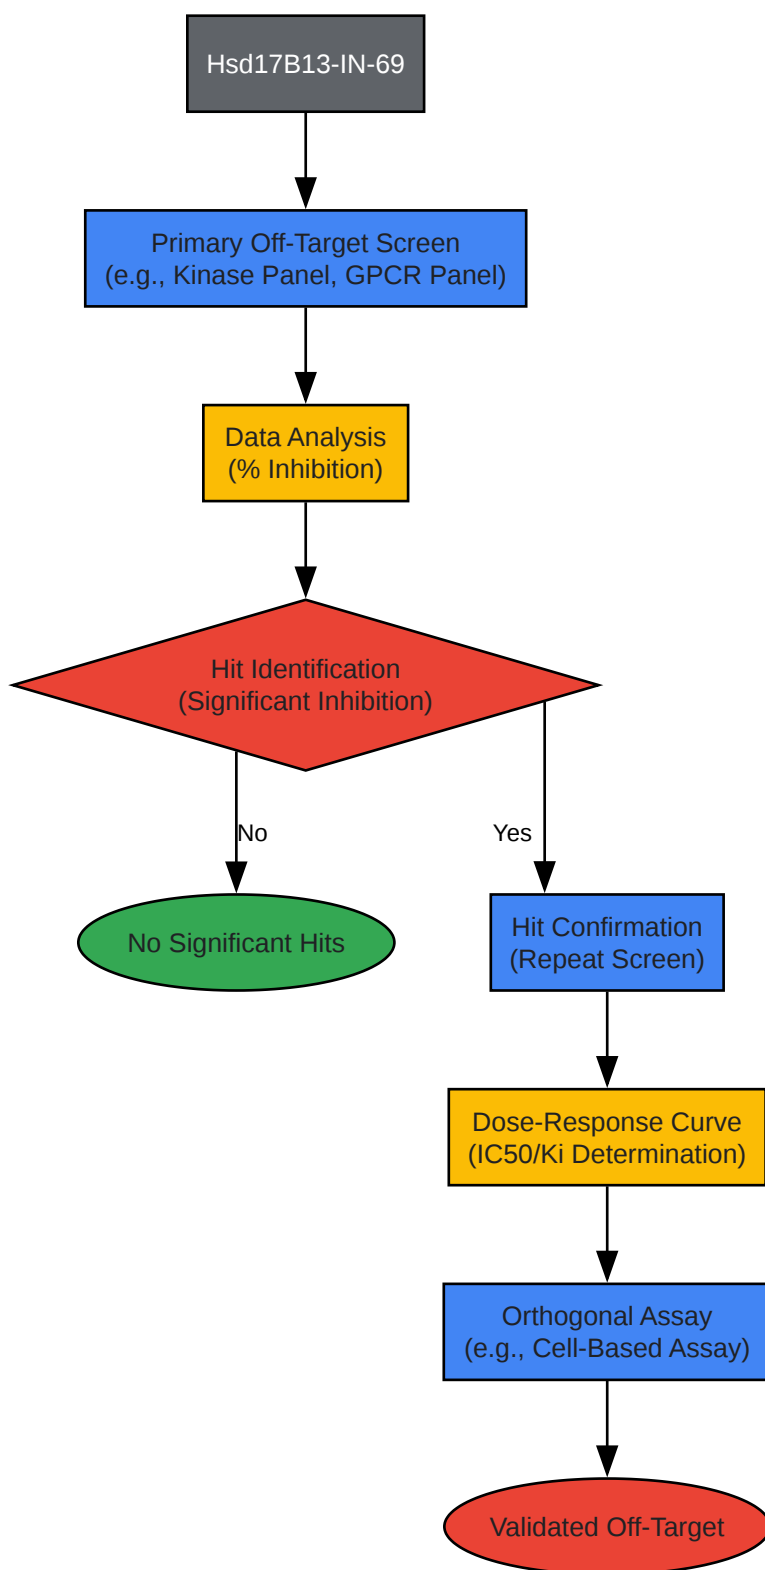 Hsd17B13-IN-69
Primary Off-Target Screen
(e.g., Kinase Panel, GPCR Panel)
Data Analysis
(% Inhibition)
Hit Identification
(Significant Inhibition)
No
Yes
No Significant Hits
Hit Confirmation
(Repeat Screen)
Dose-Response Curve
(IC50/Ki Determination)
Orthogonal Assay
(e.g., Cell-Based Assay)
Validated Off-Target